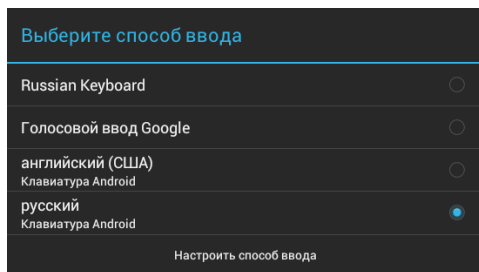 Выберите способ ввода
Russian Keyboard
Голосовой ввод Google
английский (США)
Клавиатура Android
русский
Клавиатура Android
Настроить способ ввода